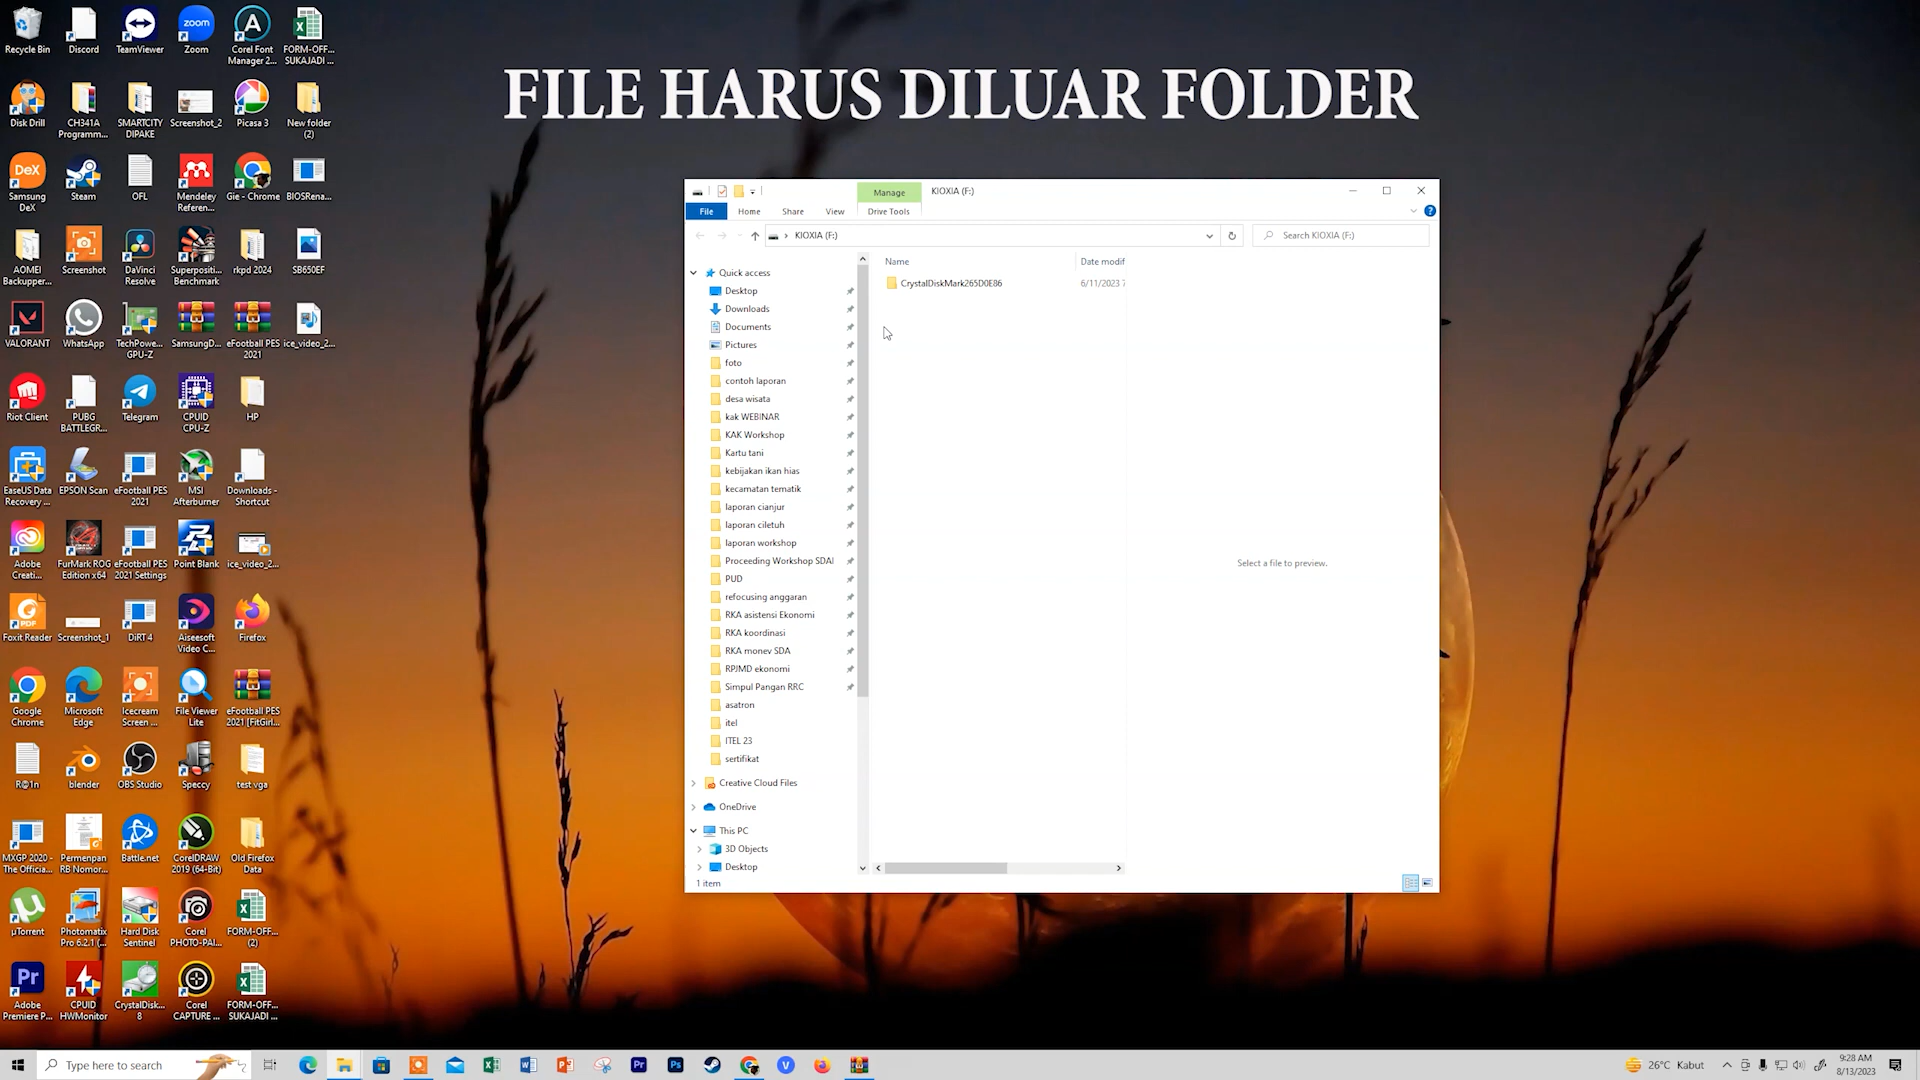 FILE HARUS DILUAR FOLDER
Recycle Bin
Discord
TeamViewer
Zoom
Corel Font
Manager 2...
FORM-OFF...
SUKAJADI ...
Disk Drill
CH341A
Programm...
SMARTCITY
DIPAKE
Screenshot_2
Picasa 3
New folder
(2)
Samsung
DeX
Steam
OFL
Mendeley
Referen...
Gie - Chrome
BIOSRena...
AOMEI
Backupper...
Screenshot
DaVinci
Resolve
Superpositi...
Benchmark
rkpd 2024
SB650EF
VALORANT
WhatsApp
TechPowe...
GPU-Z
SamsungD...
eFootball PES
2021
ice_video_2...
Riot Client
PUBG
BATTLEGR...
Telegram
CPUID
CPU-Z
HP
EaseUS Data
Recovery ...
EPSON Scan
eFootball PES
2021
MSI
Afterburner
Downloads -
Shortcut
Adobe
Creati...
FurMark ROG
Edition x64
eFootball PES
2021 Settings
Point Blank
ice_video_2...
Foxit Reader
Screenshot_1
DiRT 4
Aiseesoft
Video C...
Firefox
Google
Chrome
Microsoft
Edge
Icecream
Screen ...
File Viewer
Lite
eFootball PES
2021 [FitGirl...
R@1n
blender
OBS Studio
Speccy
test vga
MXGP 2020 -
The Officia...
Permenpan
RB Nomor...
Battle.net
CorelDRAW
2019 (64-Bit)
Old Firefox
Data
µTorrent
Photomatix
Pro 6.2.1 (...
Hard Disk
Sentinel
Corel
PHOTO-PAI...
FORM-OFF...
(2)
Adobe
Premiere P...
CPUID
HWMonitor
CrystalDisk...
8
Corel
CAPTURE ...
FORM-OFF...
SUKAJADI ...
Manage
KIOXIA (F:)
File
Home
Share
View
Drive Tools
KIOXIA (F:)
Search KIOXIA (F:)
Name
Date modif
CrystalDiskMark265D0E86
6/11/2023 7
Quick access
Desktop
Downloads
Documents
Pictures
foto
contoh laporan
desa wisata
kak WEBINAR
KAK Workshop
Kartu tani
kebijakan ikan hias
kecamatan tematik
laporan cianjur
laporan ciletuh
laporan workshop
Proceeding Workshop SDAI
PUD
refocusing anggaran
RKA asistensi Ekonomi
RKA koordinasi
RKA monev SDA
RPJMD ekonomi
Simpul Pangan RRC
asatron
itel
ITEL 23
sertifikat
Creative Cloud Files
OneDrive
This PC
3D Objects
Desktop
Select a file to preview.
1 item
Type here to search
26°C Kabut
9:28 AM
8/13/2023